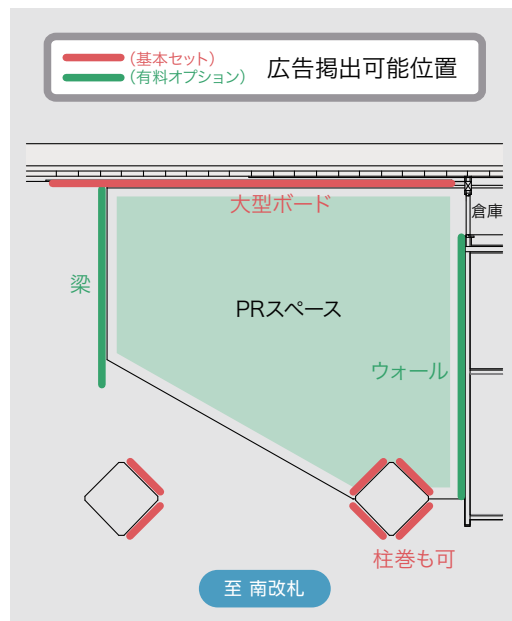 (基本セット)
(有料オプション)
広告掲出可能位置
大型ボード
倉庫
梁
PRスペース
ウォール
柱巻も可
至 南改札